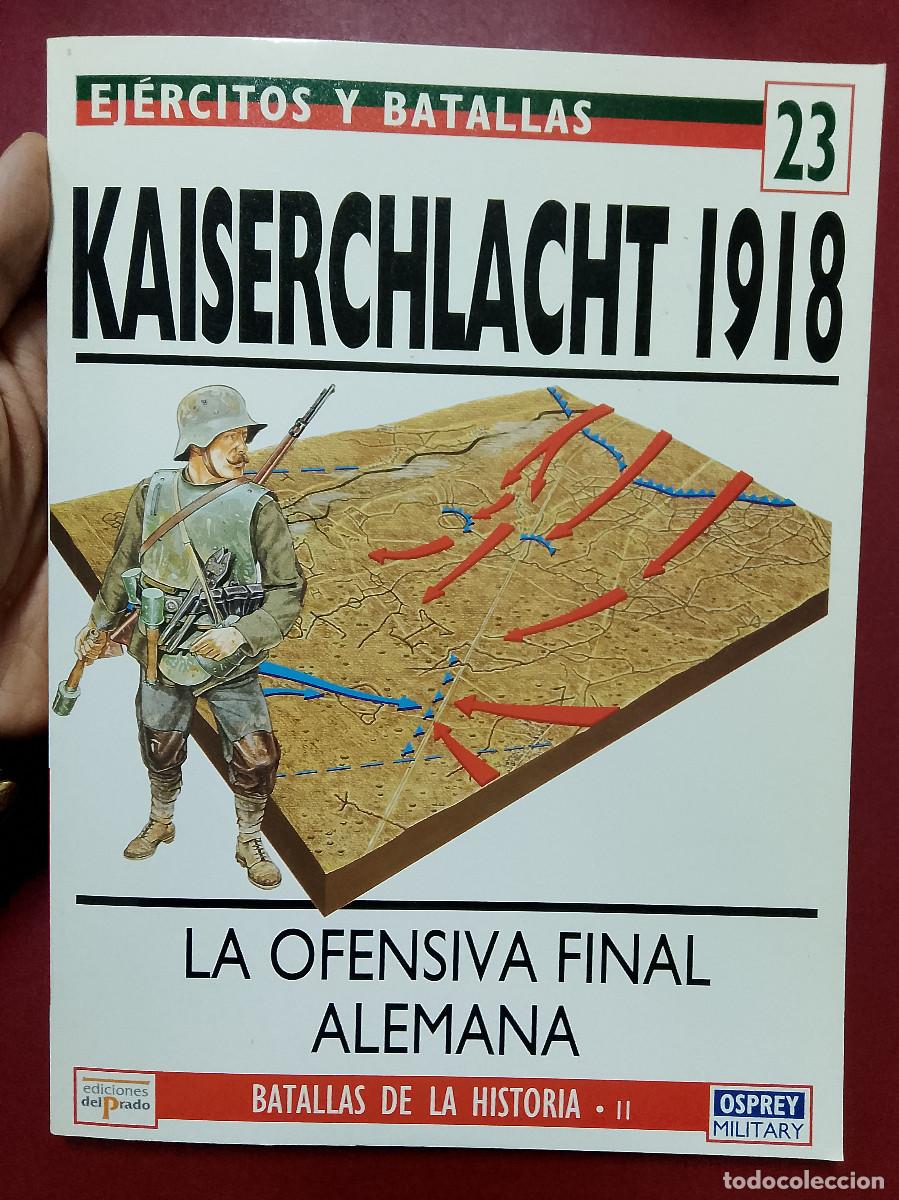 EJÉRCITOS Y BATALLAS
23
KAISERCHLACHT 1918
LA OFENSIVA FINAL
ALEMANA
ediciones
del Prado
BATALLAS DE LA HISTORIA • 11
OSPREY
MILITARY
todocoleccion